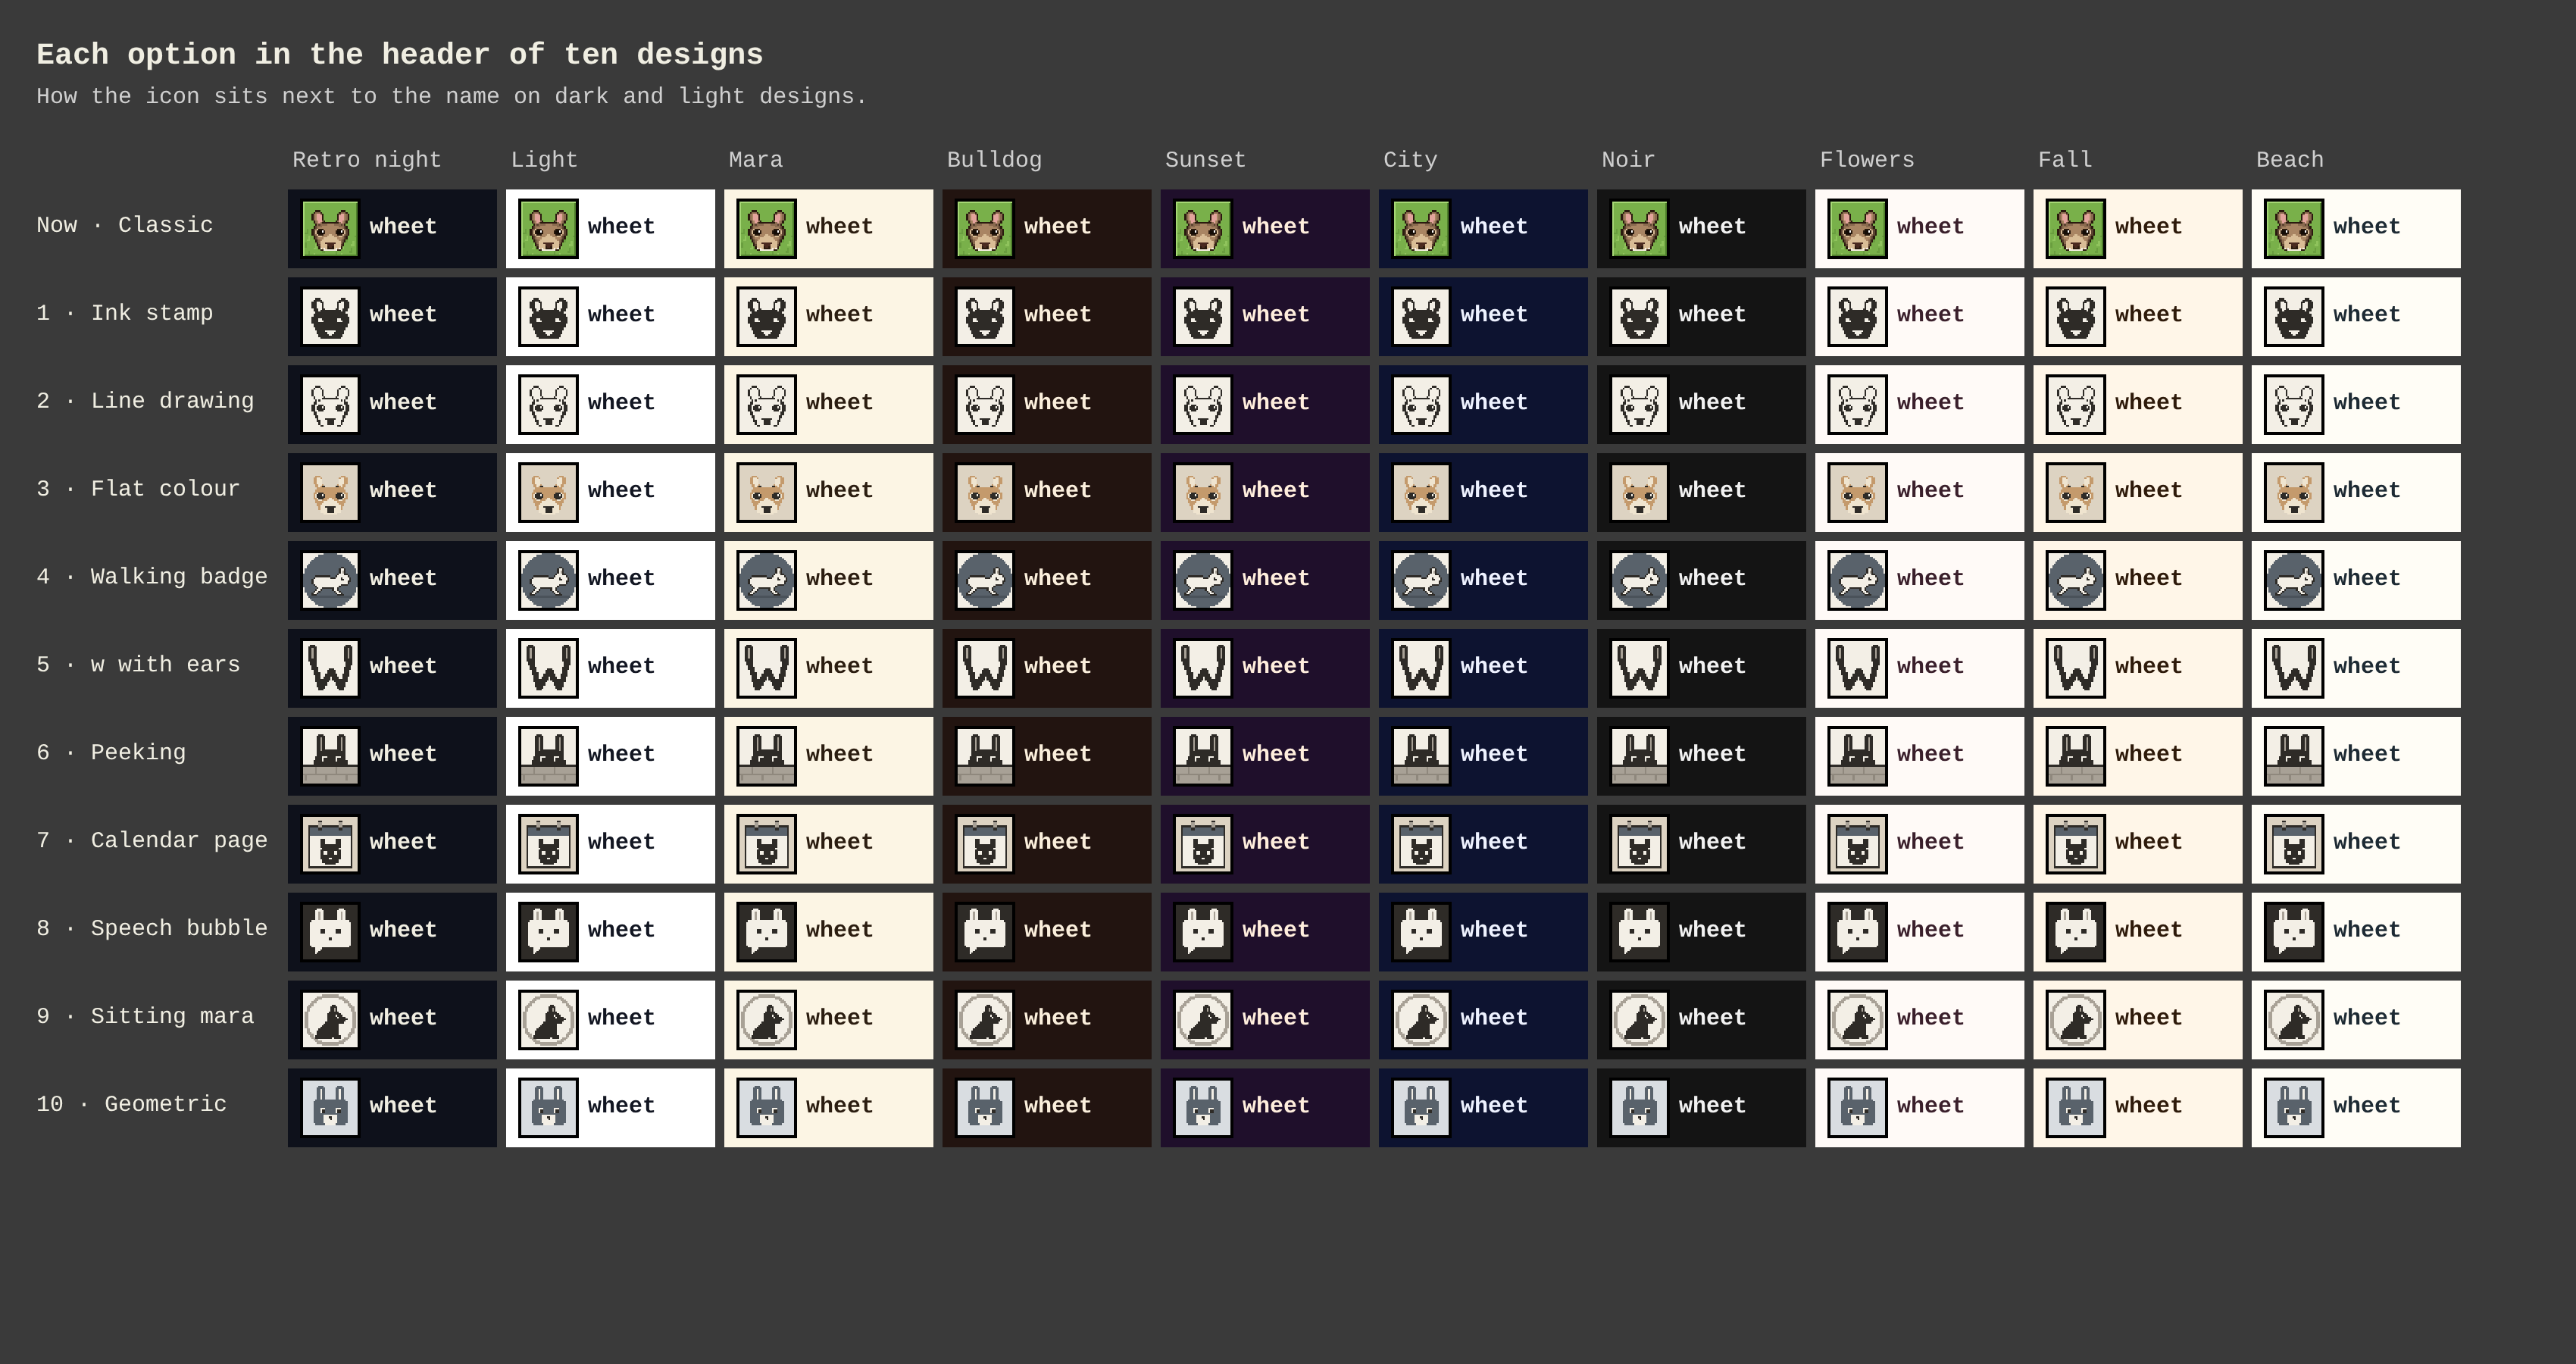 Each option in the header of ten designs
How the icon sits next to the name on dark and light designs.
Retro night Light Mara Bulldog Sunset City Noir Flowers Fall Beach
Now · Classic wheet wheet wheet wheet wheet wheet wheet wheet wheet wheet
1 · Ink stamp wheet wheet wheet wheet wheet wheet wheet wheet wheet wheet
2 · Line drawing wheet wheet wheet wheet wheet wheet wheet wheet wheet wheet
3 · Flat colour wheet wheet wheet wheet wheet wheet wheet wheet wheet wheet
4 · Walking badge wheet wheet wheet wheet wheet wheet wheet wheet wheet wheet
5 · w with ears wheet wheet wheet wheet wheet wheet wheet wheet wheet wheet
6 · Peeking wheet wheet wheet wheet wheet wheet wheet wheet wheet wheet
7 · Calendar page wheet wheet wheet wheet wheet wheet wheet wheet wheet wheet
8 · Speech bubble wheet wheet wheet wheet wheet wheet wheet wheet wheet wheet
9 · Sitting mara wheet wheet wheet wheet wheet wheet wheet wheet wheet wheet
10 · Geometric wheet wheet wheet wheet wheet wheet wheet wheet wheet wheet